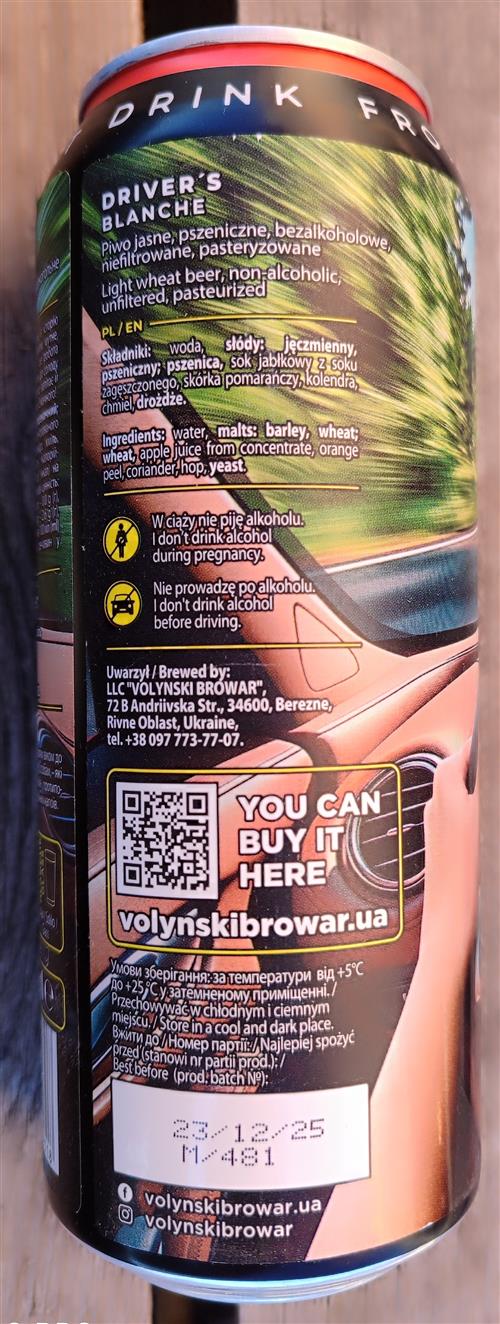 DRINK FRO
DRIVER´S
BLANCHE
Piwo jasne, pszeniczne, bezalkoholowe,
niefiltrowane, pasteryzowane
Light wheat beer, non-alcoholic,
unfiltered, pasteurized
PL / EN
Składniki: woda, słódy: jęczmienny,
pszeniczny; pszenica, sok jabłkowy z soku
zagęszczonego, skórka pomarańczy, kolendra,
chmiel, drożdże.
Ingredients: water, malts: barley, wheat;
wheat, apple juice from concentrate, orange
peel, coriander, hop, yeast.
W ciąży nie piję alkoholu.
I don't drink alcohol
during pregnancy.
Nie prowadzę po alkoholu.
I don't drink alcohol
before driving.
Uwarzył / Brewed by:
LLC "VOLYNSKI BROWAR",
72 B Andriivska Str., 34600, Berezne,
Rivne Oblast, Ukraine,
tel. +38 097 773-77-07.
YOU CAN
BUY IT
HERE
volynskibrowar.ua
Умови зберігання: за температури від +5°C
до +25°C у затемненому приміщенні. /
Przechowywać w chłodnym i ciemnym
miejscu. / Store in a cool and dark place.
Вжити до / Номер партії: / Najlepiej spożyć
przed (stanowi nr partii prod.): /
Best before (prod. batch №):
23/12/25
M/481
volynskibrowar.ua
volynskibrowar